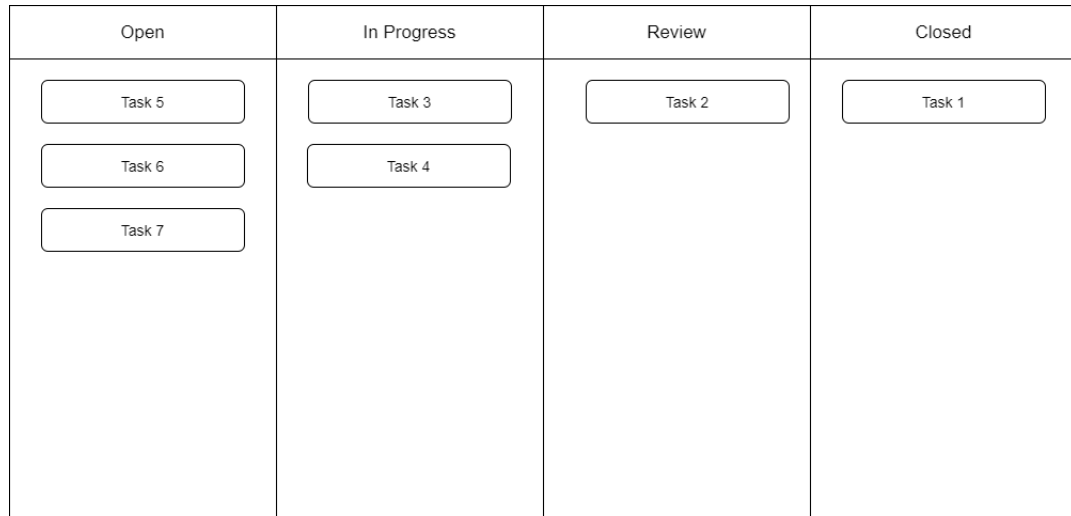 Open
In Progress
Review
Closed
Task 5
Task 3
Task 2
Task 1
Task 6
Task 4
Task 7